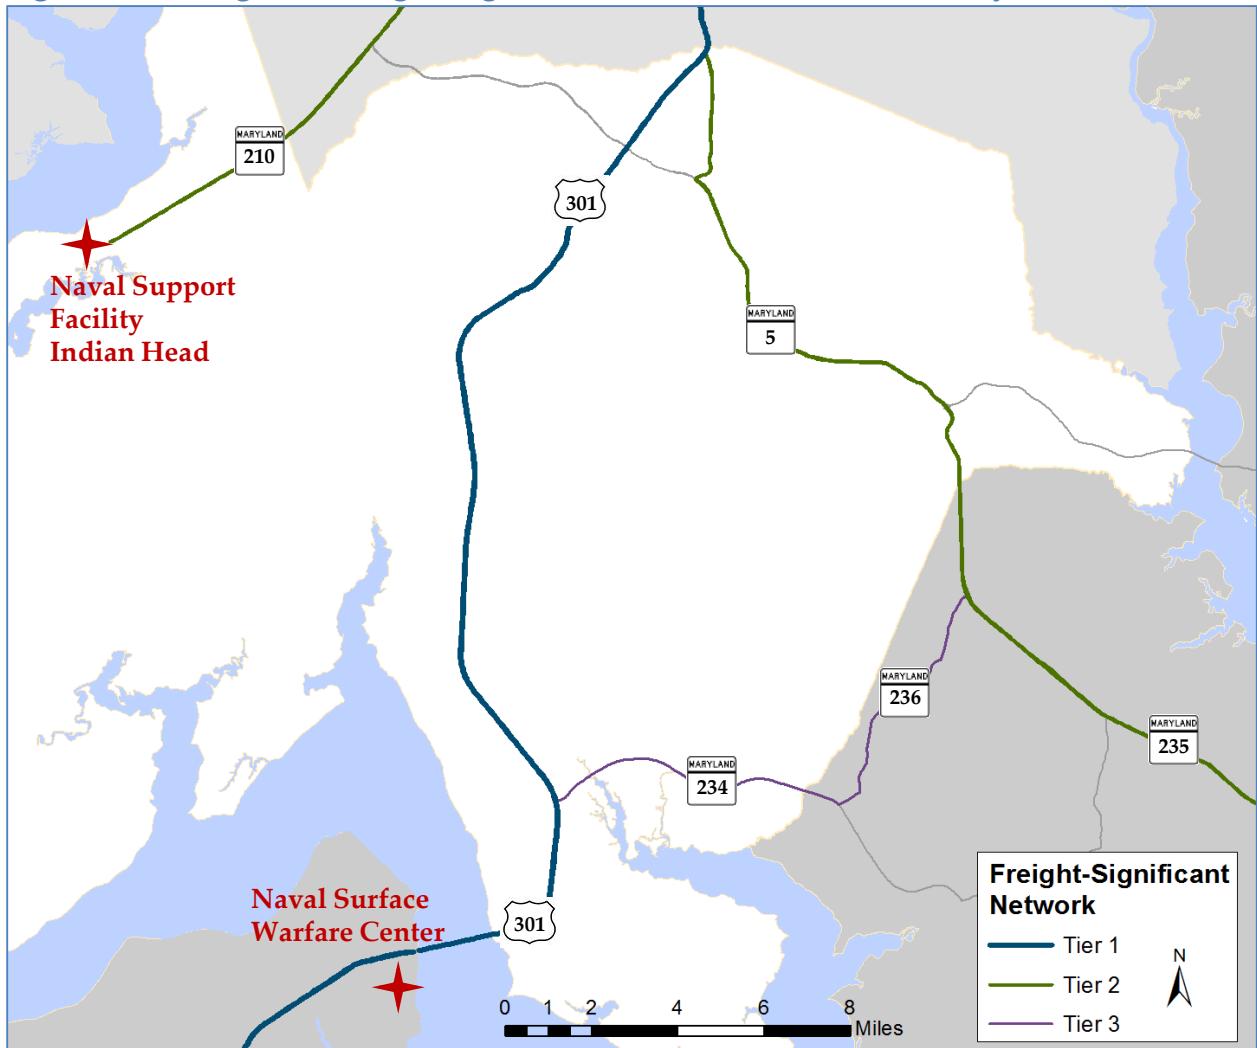 MARYLAND
210
301
Naval Support
Facility
Indian Head
MARYLAND
5
MARYLAND
236
MARYLAND
235
MARYLAND
234
Naval Surface
Warfare Center
301
Freight-Significant
Network
Tier 1
Tier 2
Tier 3
N
0 1 2 4 6 8
Miles